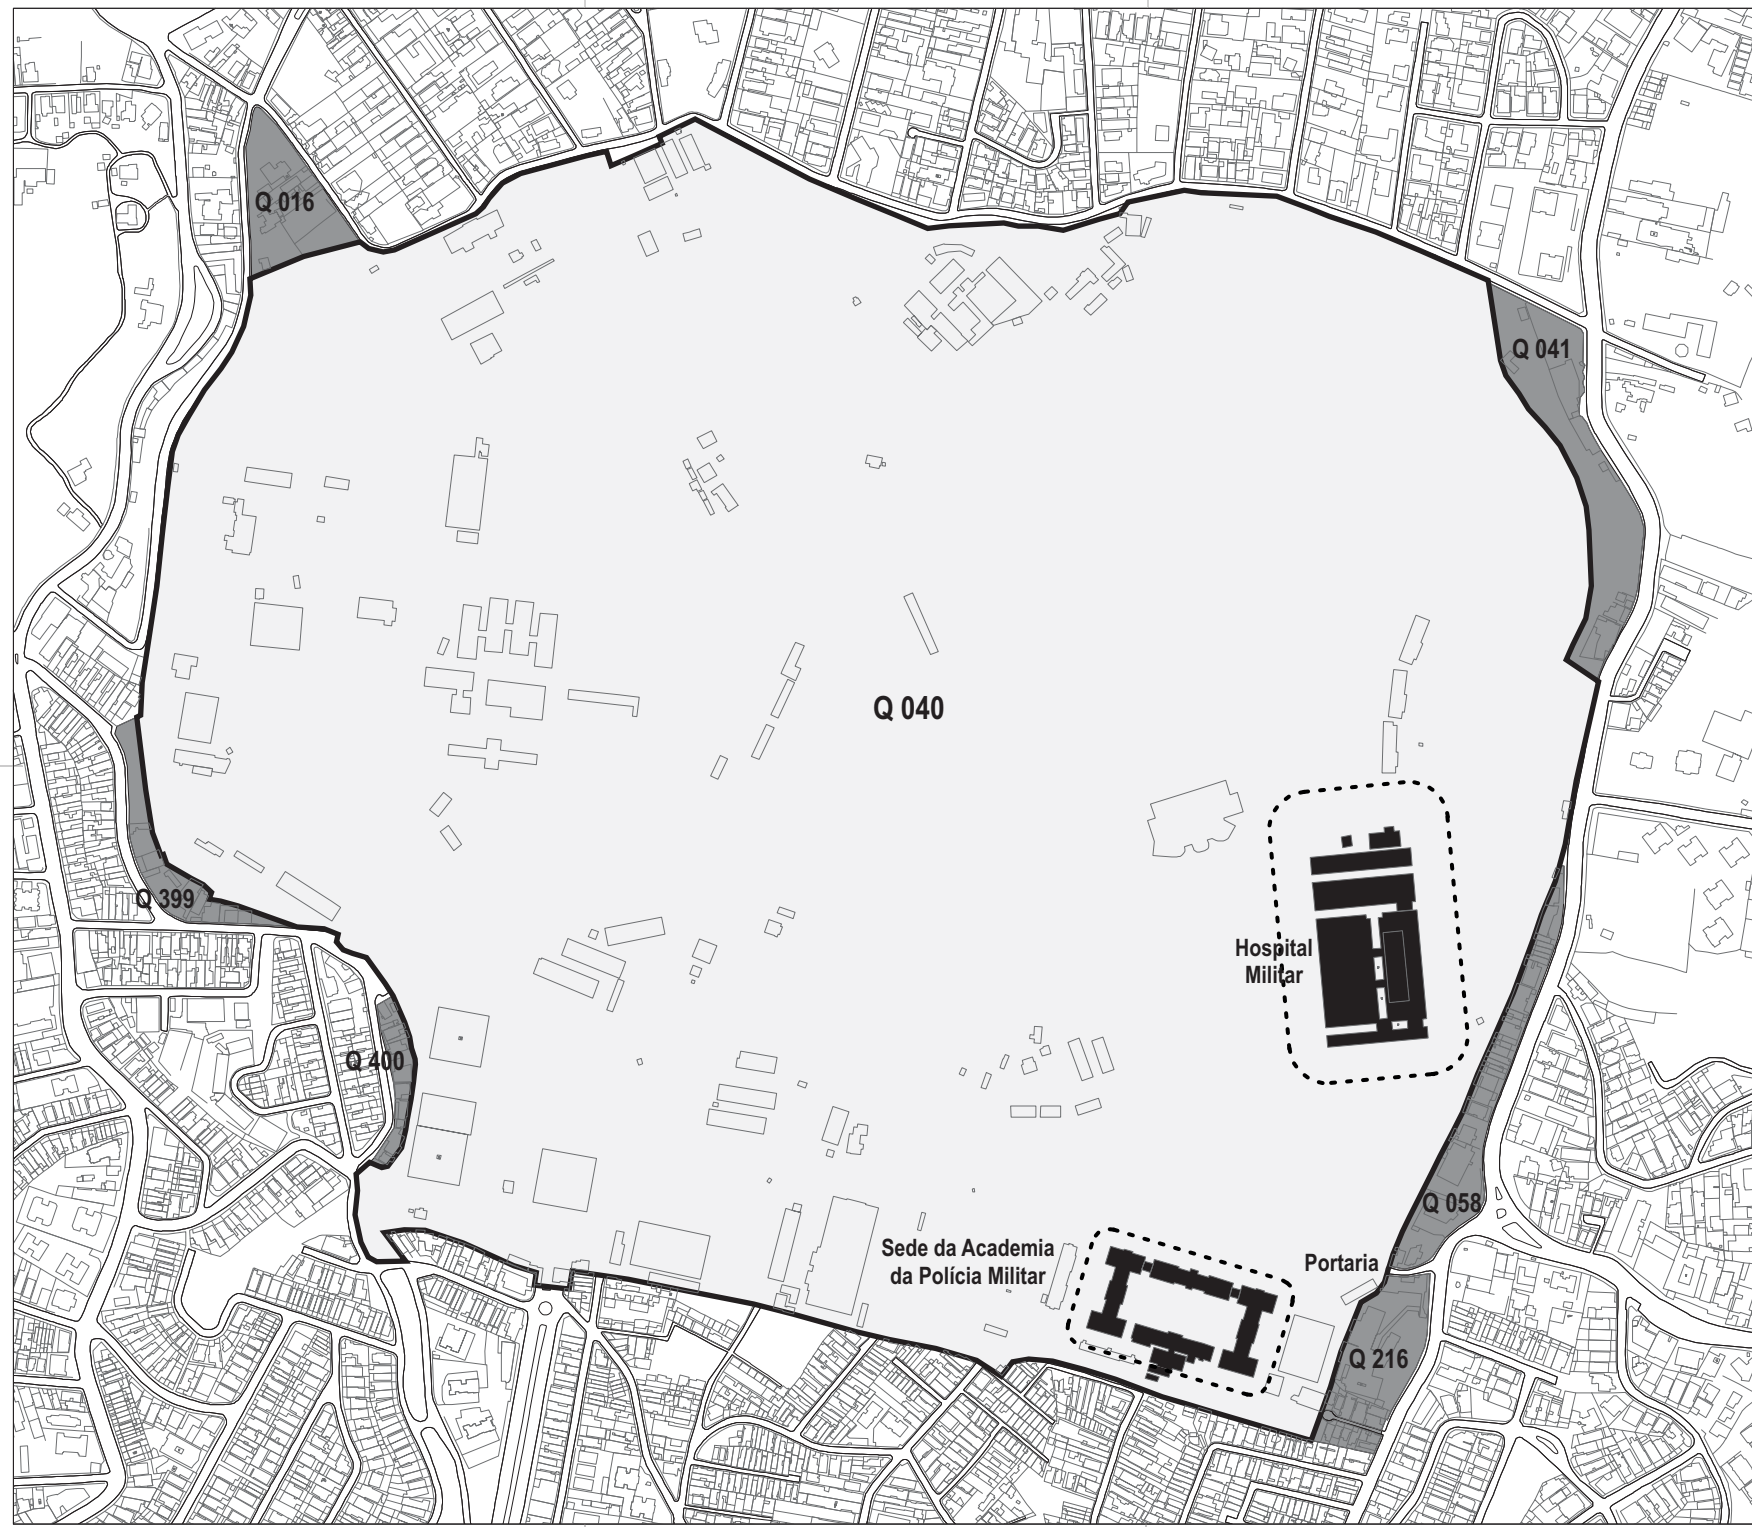 Q 016
Q 041
Q 040
Q 399
Hospital
Militar
Q 400
Q 058
Sede da Academia
da Polícia Militar
Portaria
Q 216